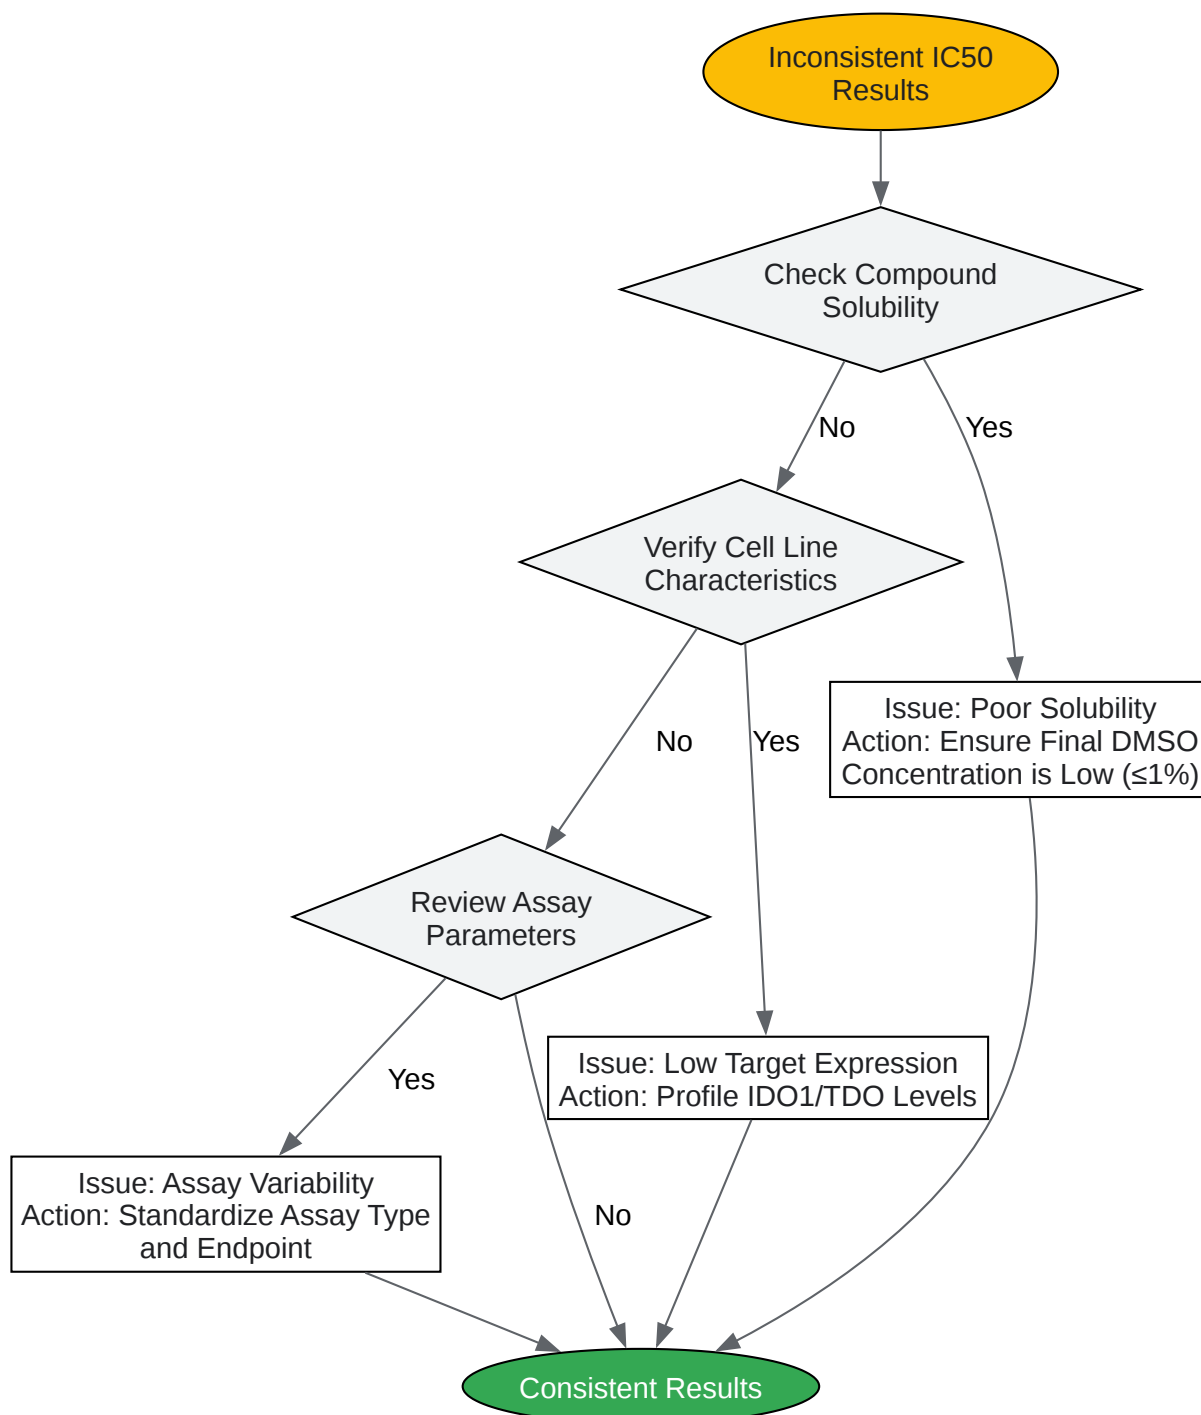 Inconsistent IC50
Results
Check Compound
Solubility
No
Yes
Verify Cell Line
Characteristics
Issue: Poor Solubility
Action: Ensure Final DMSO
Concentration is Low (≤1%)
No
Yes
Review Assay
Parameters
Issue: Low Target Expression
Action: Profile IDO1/TDO Levels
Yes
Issue: Assay Variability
Action: Standardize Assay Type
and Endpoint
No
Consistent Results